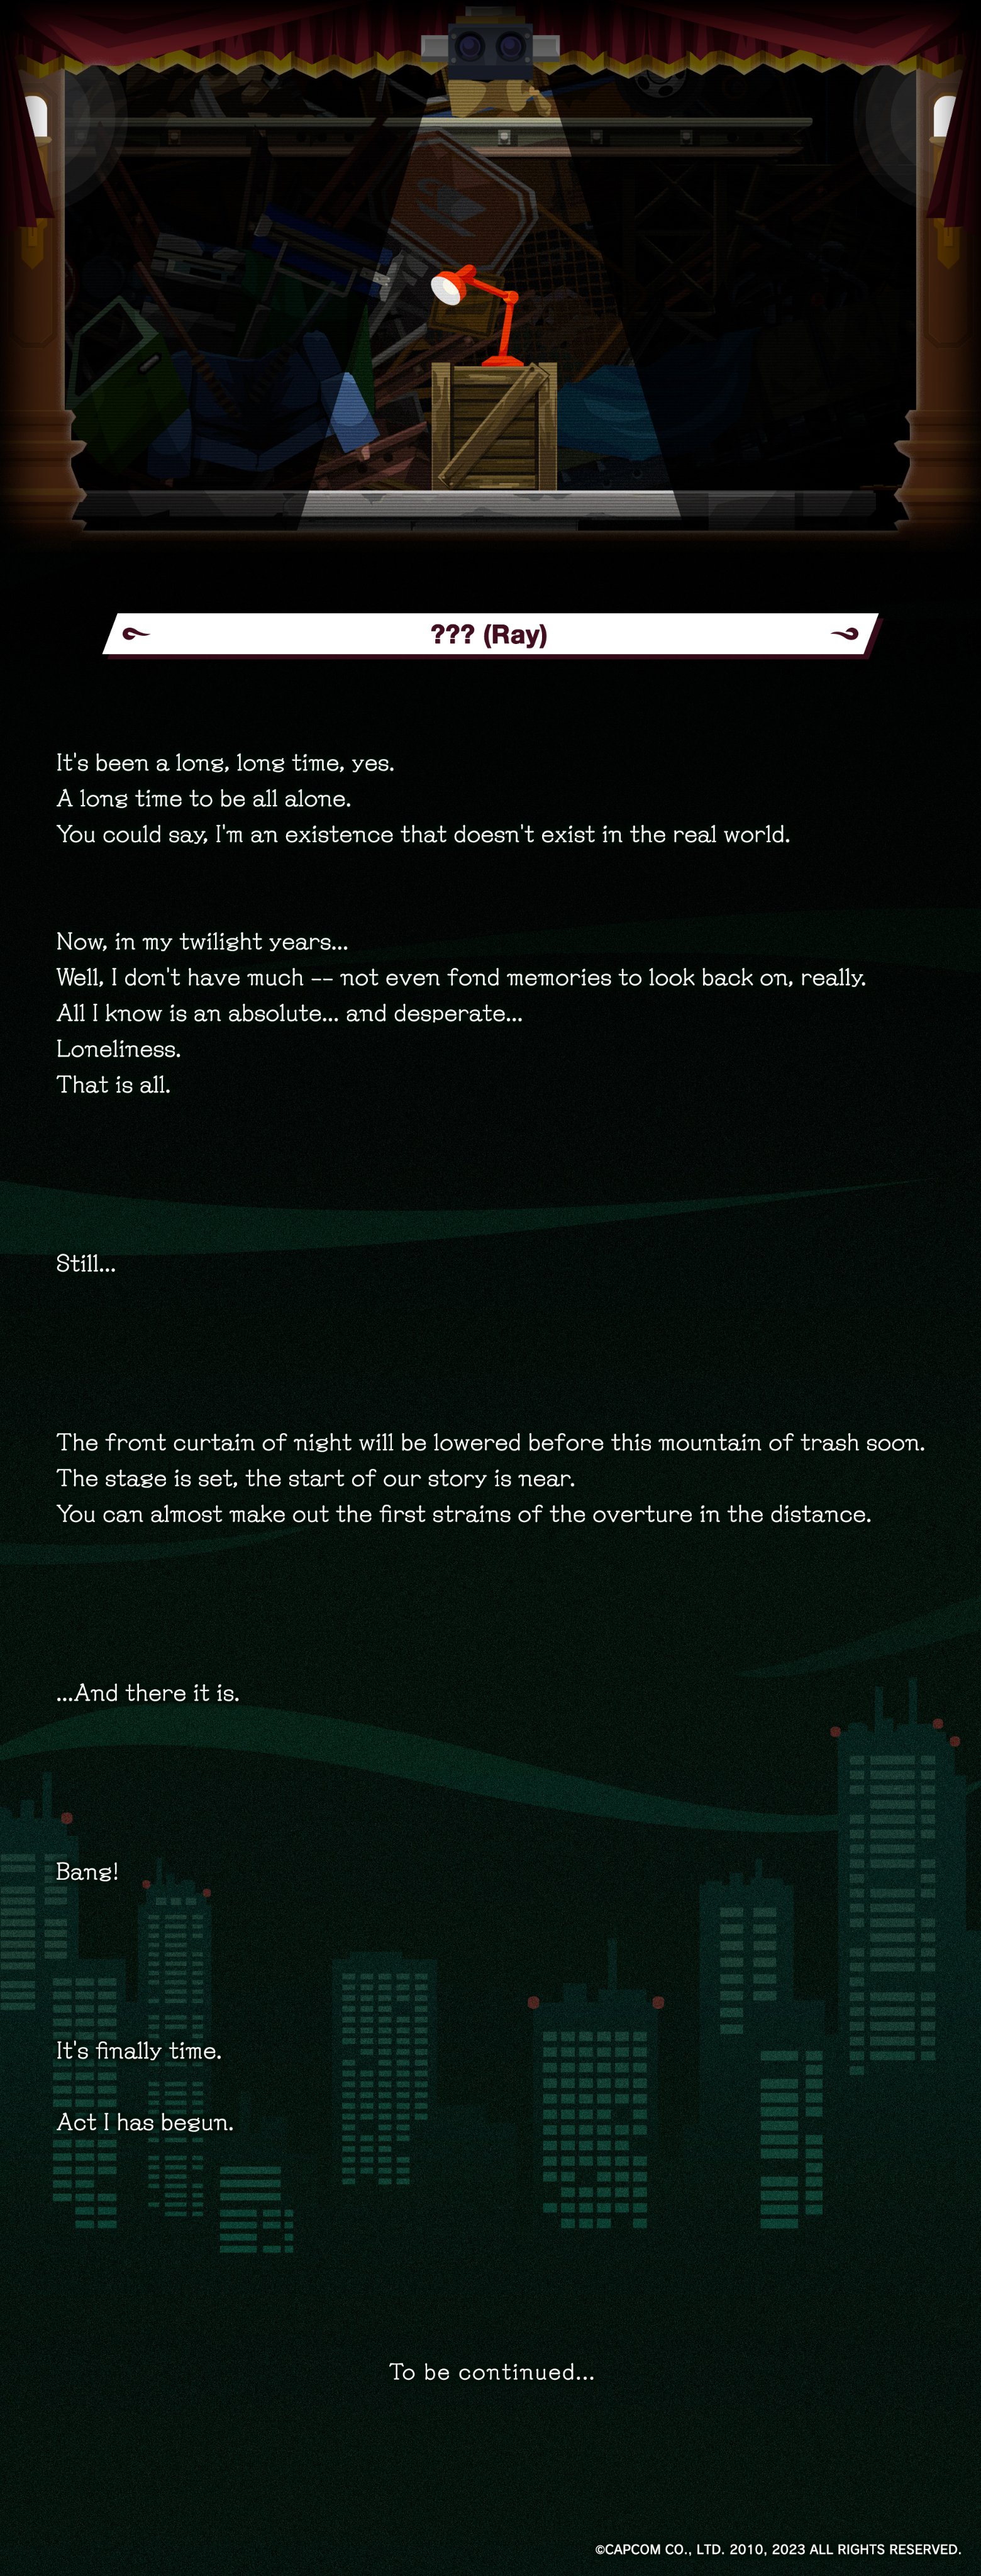 ??? (Ray)
It's been a long, long time, yes.
A long time to be all alone.
You could say, I'm an existence that doesn't exist in the real world.
Now, in my twilight years...
Well, I don't have much -- not even fond memories to look back on, really.
All I know is an absolute... and desperate...
Loneliness.
That is all.
Still...
The front curtain of night will be lowered before this mountain of trash soon.
The stage is set, the start of our story is near.
You can almost make out the first strains of the overture in the distance.
...And there it is.
Bang!
It's finally time.
Act I has begun.
To be continued...
©CAPCOM CO., LTD. 2010, 2023 ALL RIGHTS RESERVED.